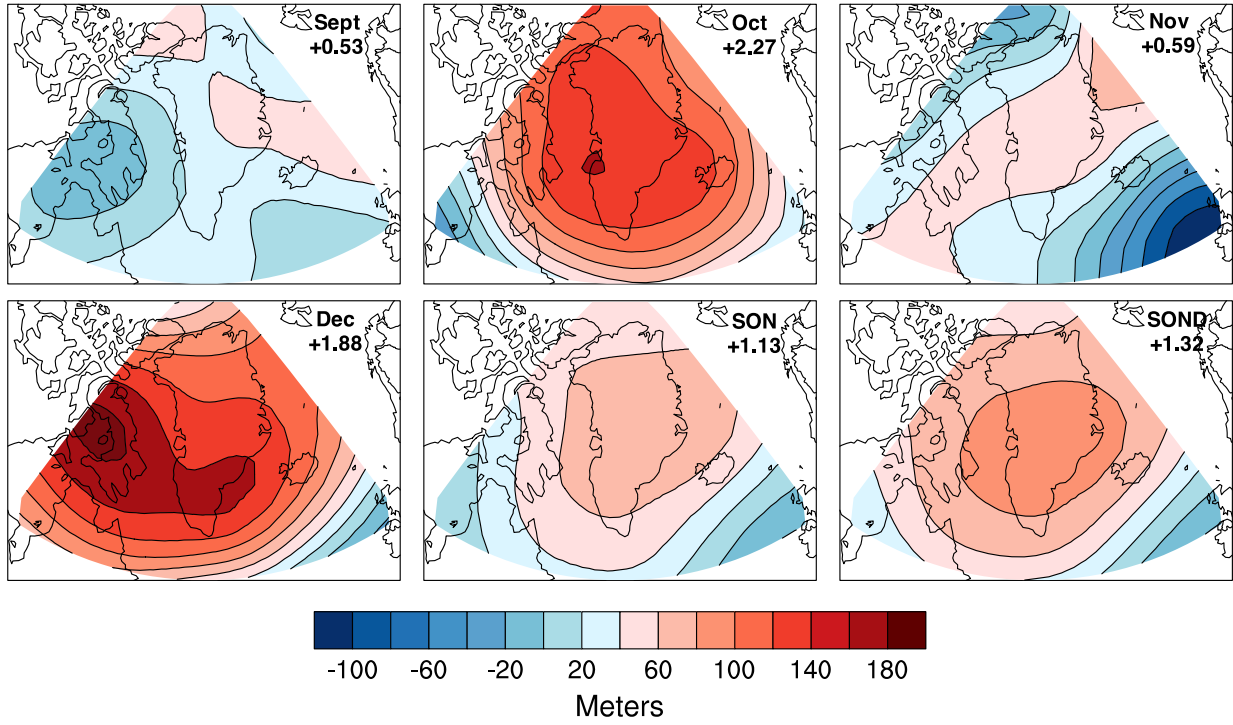 Sept
+0.53
Oct
+2.27
Nov
+0.59
Dec
+1.88
SON
+1.13
SOND
+1.32
-100 -60 -20 20 60 100 140 180
Meters